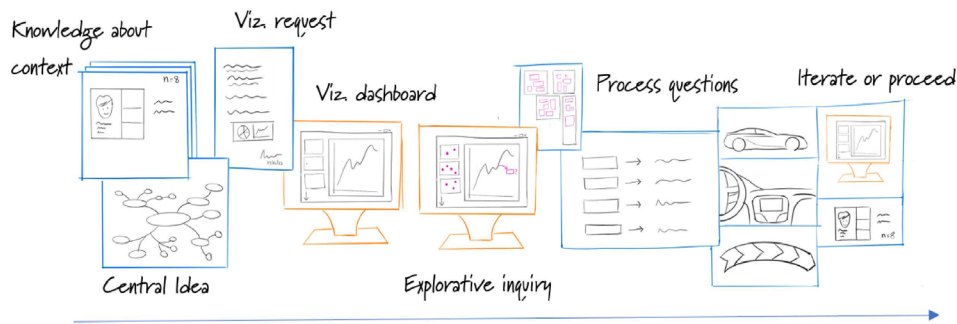 Knowledge about
context
n=8
Viz. request
Viz. dashboard
Process questions
Iterate or proceed
n=8
Central Idea
Explorative inquiry